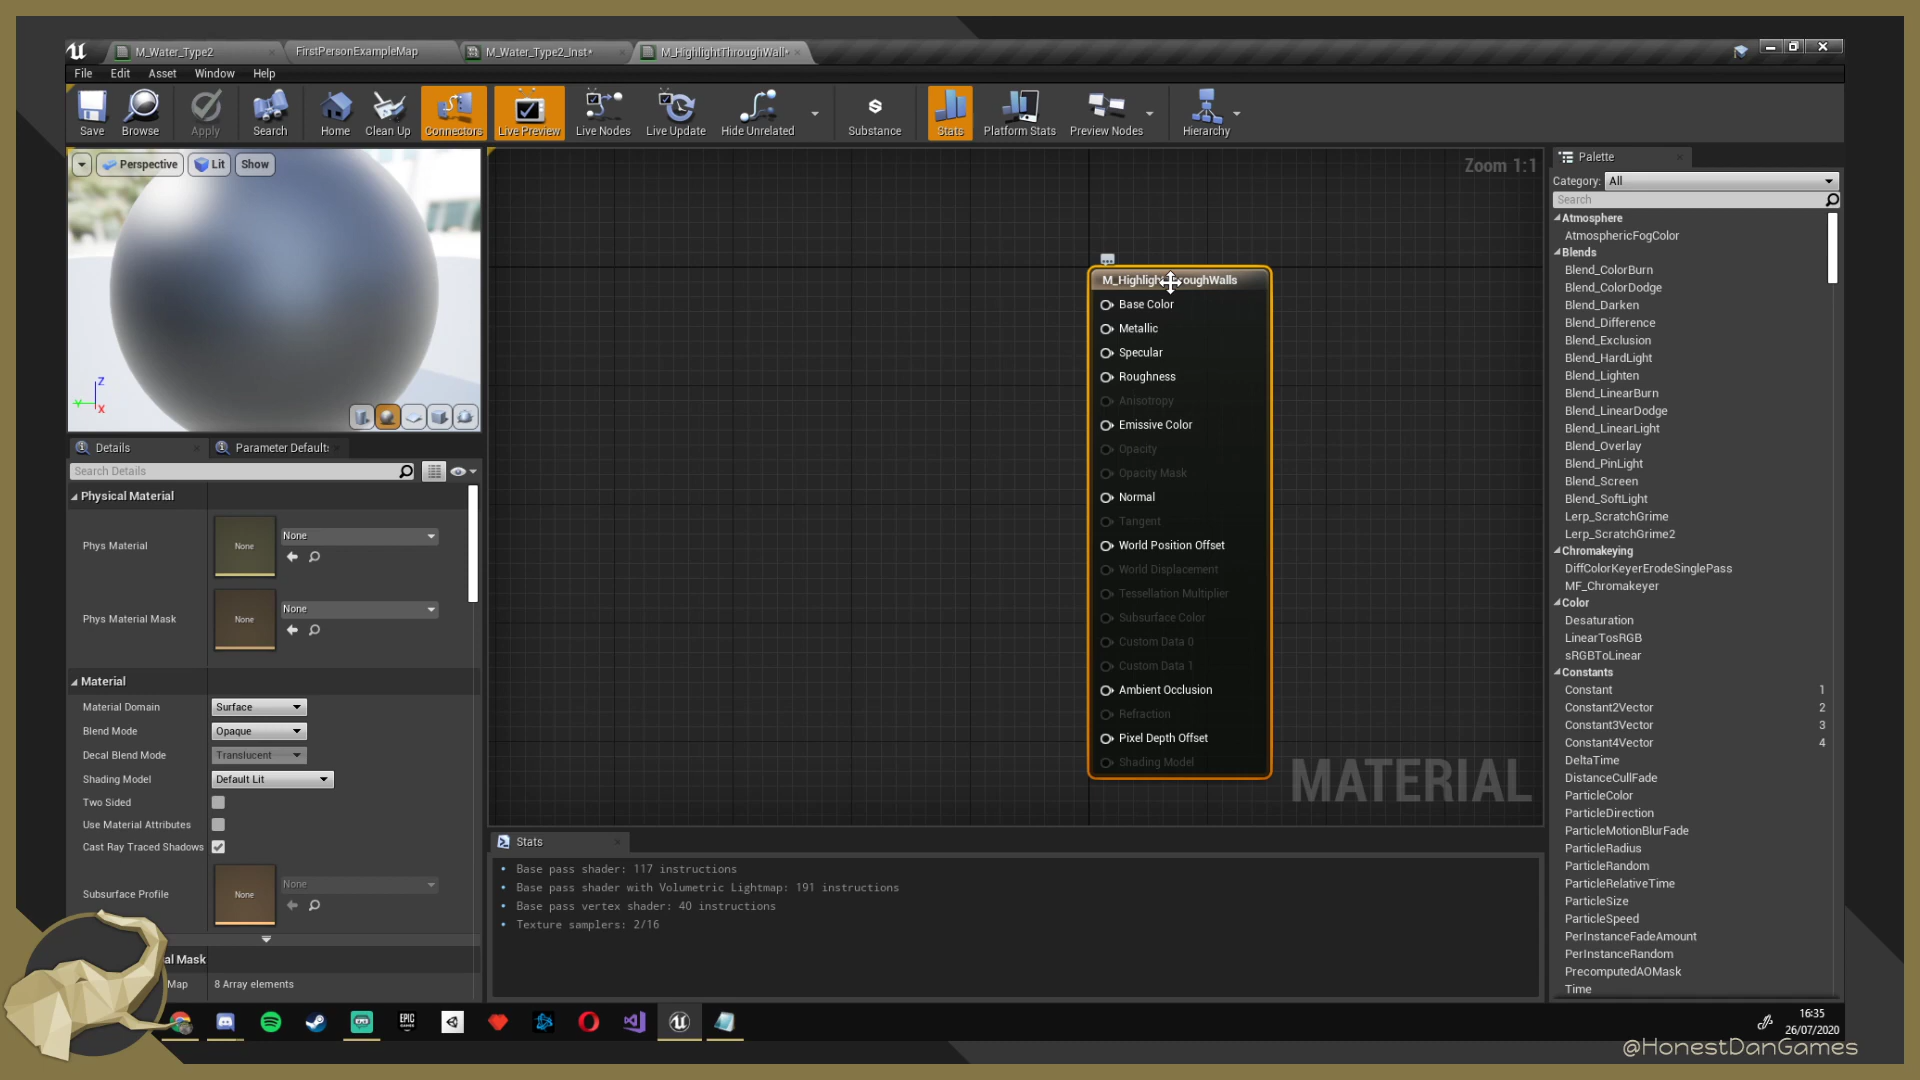 M_Water_Type2
FirstPersonExampleMap
M_Water_Type2_Inst*
M_HighlightThroughWall*
File Edit Asset Window Help
Save Browse Apply Search Home Clean Up Connectors Live Preview Live Nodes Live Update Hide Unrelated Substance Stats Platform Stats Preview Nodes Hierarchy
Perspective Lit Show
Z
Y
X
Details
Parameter Defaults
Search Details
Physical Material
Phys Material
None
None
Phys Material Mask
None
None
Material
Material Domain
Surface
Blend Mode
Opaque
Decal Blend Mode
Translucent
Shading Model
Default Lit
Two Sided
Use Material Attributes
Cast Ray Traced Shadows
Subsurface Profile
None
None
al Mask
Map
8 Array elements
Zoom 1:1
M_Highlig
roughWalls
Base Color
Metallic
Specular
Roughness
Anisotropy
Emissive Color
Opacity
Opacity Mask
Normal
Tangent
World Position Offset
World Displacement
Tessellation Multiplier
Subsurface Color
Custom Data 0
Custom Data 1
Ambient Occlusion
Refraction
Pixel Depth Offset
Shading Model
MATERIAL
Stats
Base pass shader: 117 instructions
Base pass shader with Volumetric Lightmap: 191 instructions
Base pass vertex shader: 40 instructions
Texture samplers: 2/16
Palette
Category: All
Search
Atmosphere
AtmosphericFogColor
Blends
Blend_ColorBurn
Blend_ColorDodge
Blend_Darken
Blend_Difference
Blend_Exclusion
Blend_HardLight
Blend_Lighten
Blend_LinearBurn
Blend_LinearDodge
Blend_LinearLight
Blend_Overlay
Blend_PinLight
Blend_Screen
Blend_SoftLight
Lerp_ScratchGrime
Lerp_ScratchGrime2
Chromakeying
DiffColorKeyerErodeSinglePass
MF_Chromakeyer
Color
Desaturation
LinearTosRGB
sRGBToLinear
Constants
Constant 1
Constant2Vector 2
Constant3Vector 3
Constant4Vector 4
DeltaTime
DistanceCullFade
ParticleColor
ParticleDirection
ParticleMotionBlurFade
ParticleRadius
ParticleRandom
ParticleRelativeTime
ParticleSize
ParticleSpeed
PerInstanceFadeAmount
PerInstanceRandom
PrecomputedAOMask
Time
EPIC
GAMES
16:35
26/07/2020
@HonestDanGames